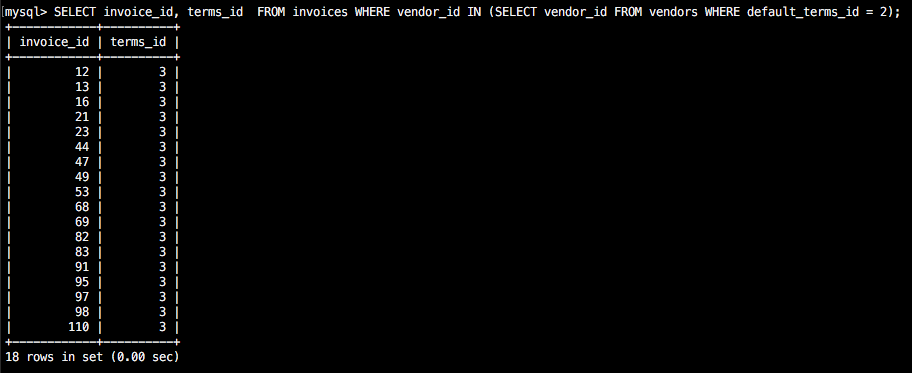 mysql> SELECT invoice_id, terms_id  FROM invoices WHERE vendor_id IN (SELECT vendor_id FROM vendors WHERE default_terms_id = 2);
+------------+----------+
| invoice_id | terms_id |
+------------+----------+
|         12 |        3 |
|         13 |        3 |
|         16 |        3 |
|         21 |        3 |
|         23 |        3 |
|         44 |        3 |
|         47 |        3 |
|         49 |        3 |
|         53 |        3 |
|         68 |        3 |
|         69 |        3 |
|         82 |        3 |
|         83 |        3 |
|         91 |        3 |
|         95 |        3 |
|         97 |        3 |
|         98 |        3 |
|        110 |        3 |
+------------+----------+
18 rows in set (0.00 sec)